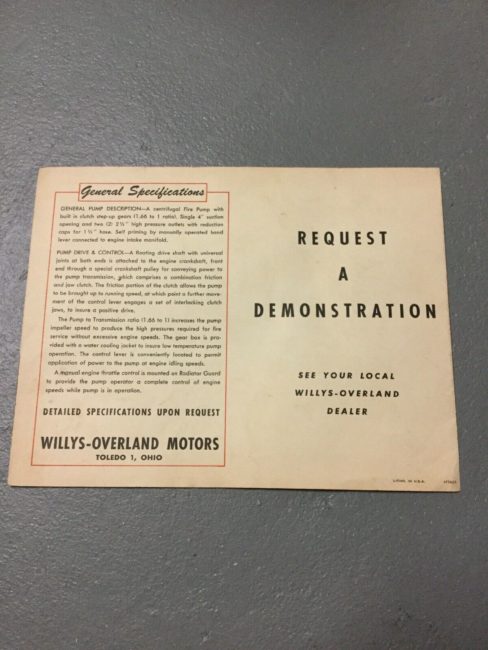 General Specifications
GENERAL PUMP DESCRIPTION—A centrifugal Fire Pump with
built in clutch step-up gears (1.66 to 1 ratio). Single 4" suction
opening and two (2) 2½" high pressure outlets with reduction
caps for 1½" hose. Self priming by manually operated hand
lever connected to engine intake manifold.
PUMP DRIVE & CONTROL—A floating drive shaft with universal
joints at both ends is attached to the engine crankshaft, front
end through a special crankshaft pulley for conveying power to
the pump transmission, which comprises a combination friction
and jaw clutch. The friction portion of the clutch allows the pump
to be brought up to running speed, at which point a further move-
ment of the control lever engages a set of interlocking clutch
jaws, to insure a positive drive.
The Pump to Transmission ratio (1.66 to 1) increases the pump
impeller speed to produce the high pressures required for fire
service without excessive engine speeds. The gear box is pro-
vided with a water cooling jacket to insure low temperature pump
operation. The control lever is conveniently located to permit
application of power to the pump at engine idling speeds.
A manual engine throttle control is mounted on Radiator Guard
to provide the pump operator a complete control of engine
speeds while pump is in operation.
DETAILED SPECIFICATIONS UPON REQUEST
WILLYS-OVERLAND MOTORS
TOLEDO 1, OHIO
REQUEST
A
DEMONSTRATION
SEE YOUR LOCAL
WILLYS-OVERLAND
DEALER
IN U.S.A.